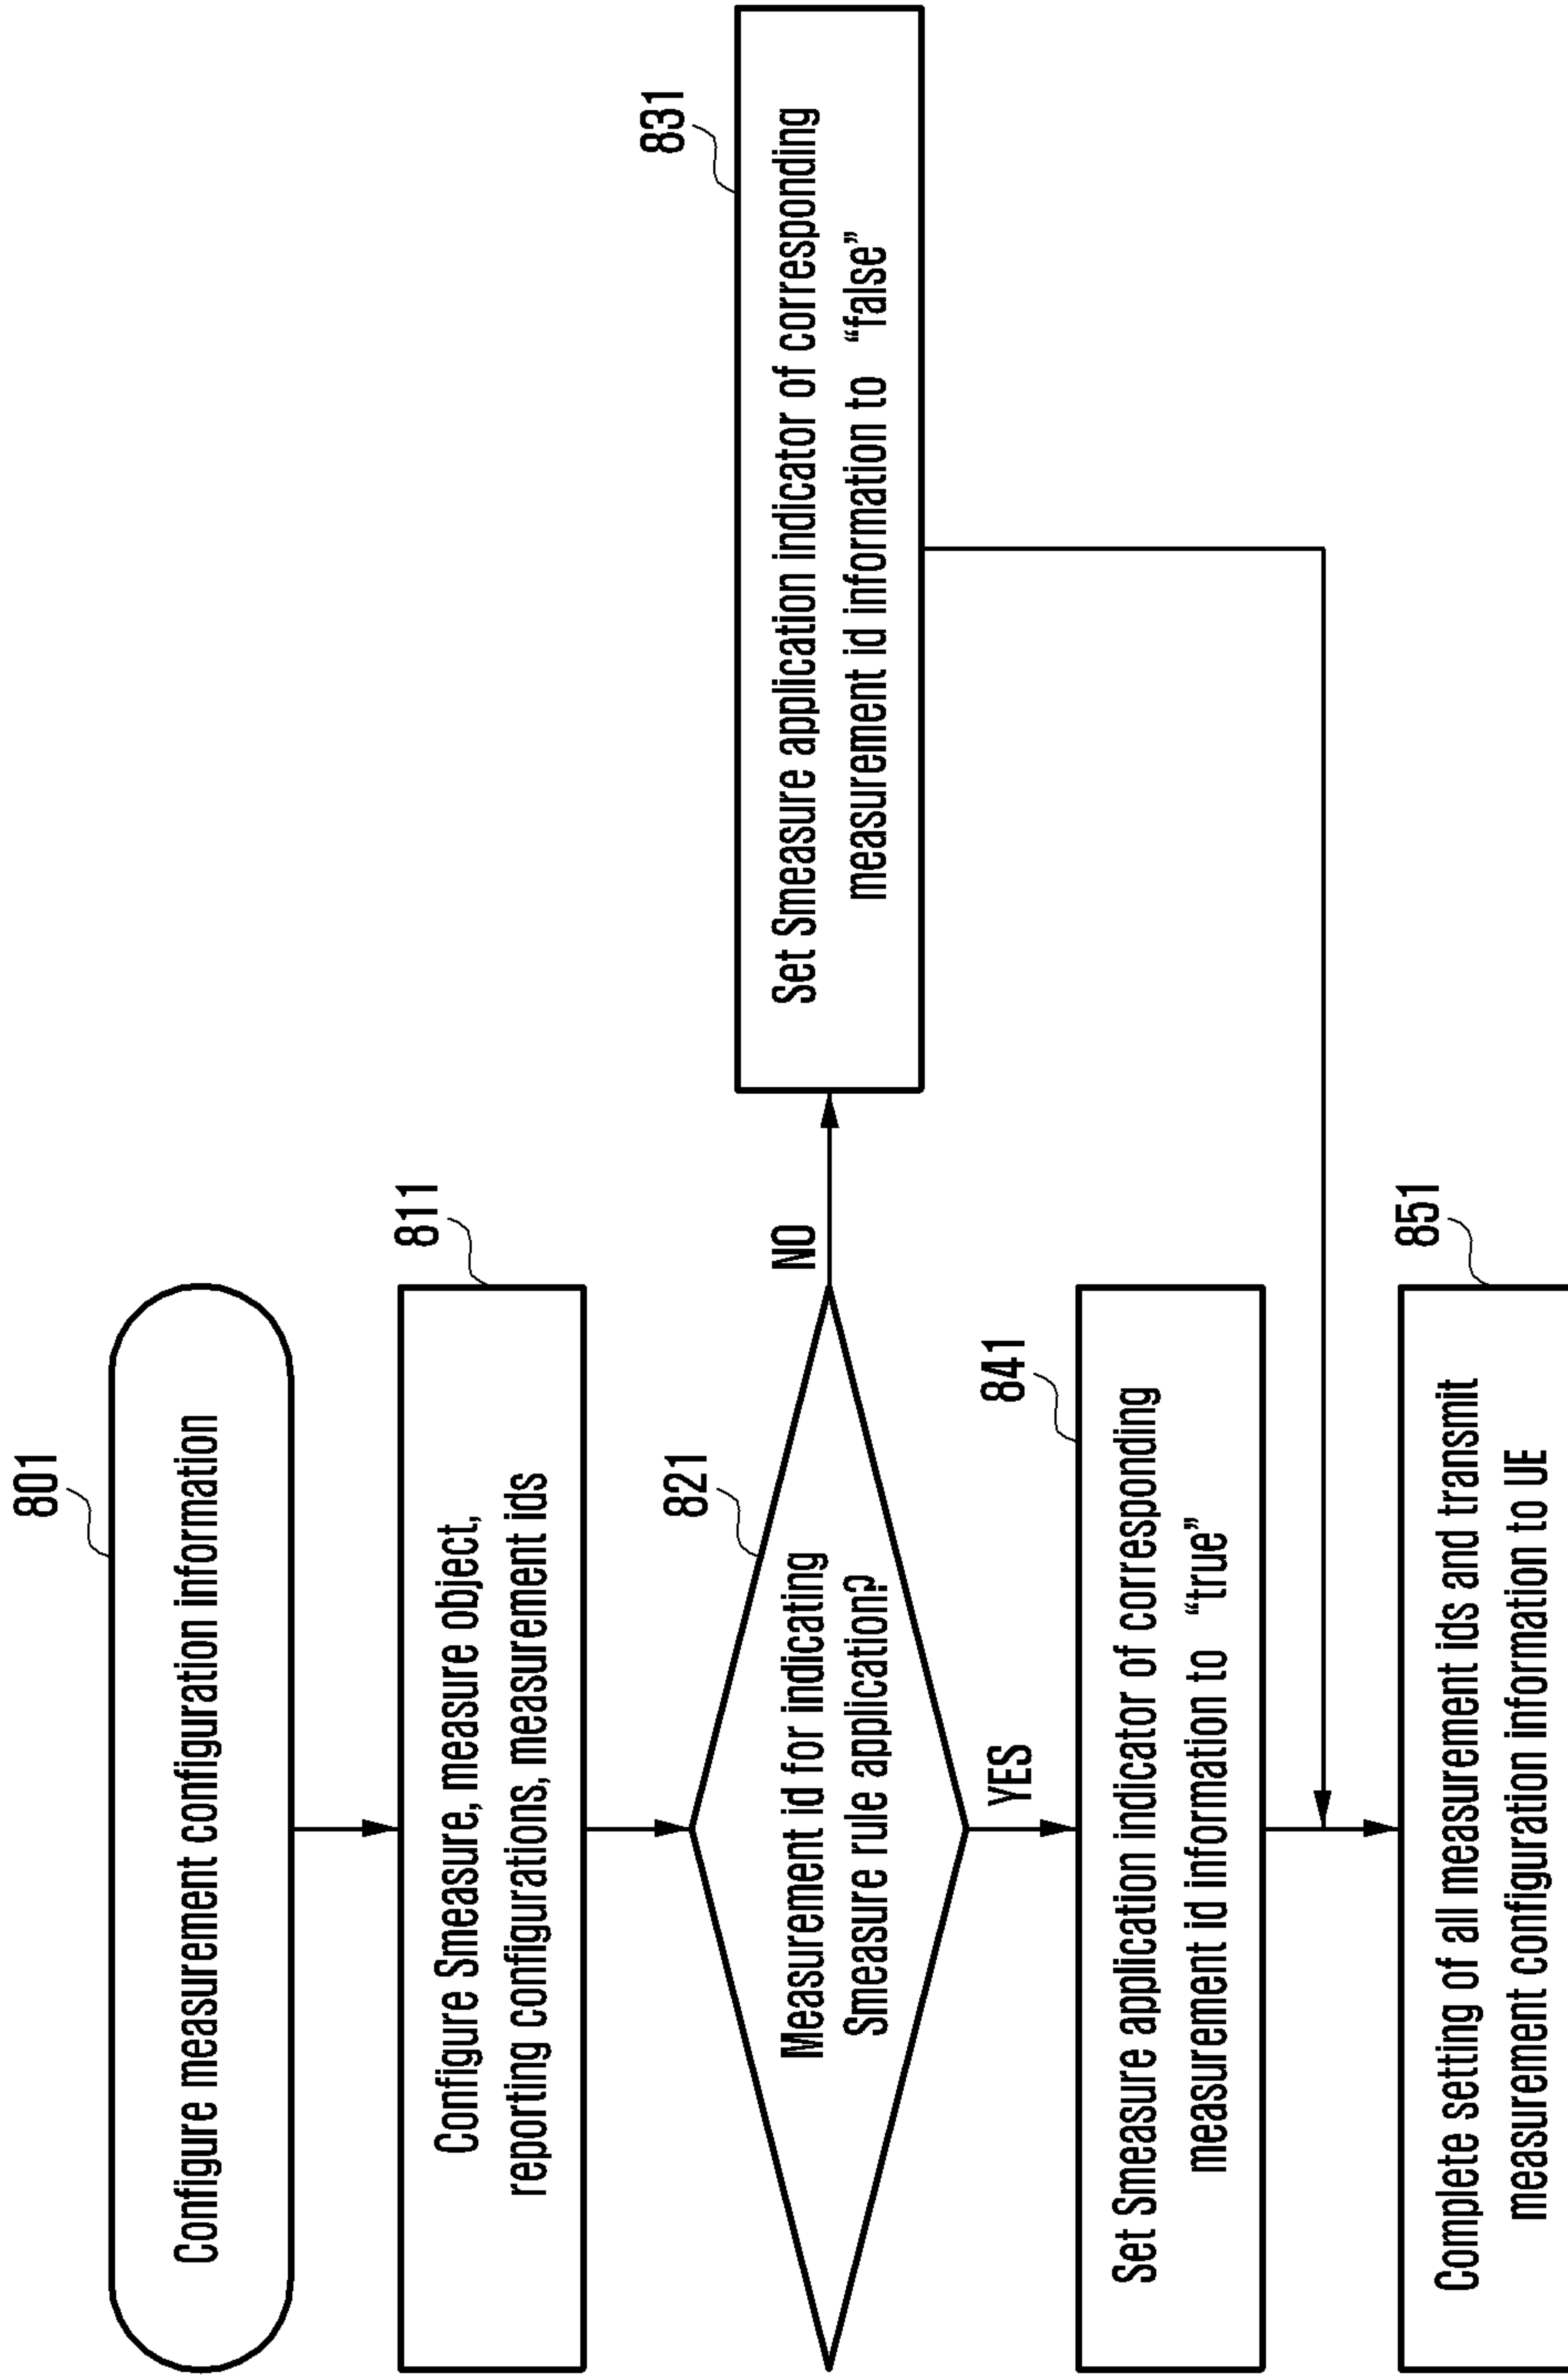 801
Configure measurement configuration information
811
Configure Smeasure, measure object,
reporting configurations, measurement ids
821
Measurement id for indicating
Smeasure rule application?
NO
831
Set Smeasure application indicator of corresponding
measurement id information to “false”
YES
841
Set Smeasure application indicator of corresponding
measurement id information to “true”
851
Complete setting of all measurement ids and transmit
measurement configuration information to UE